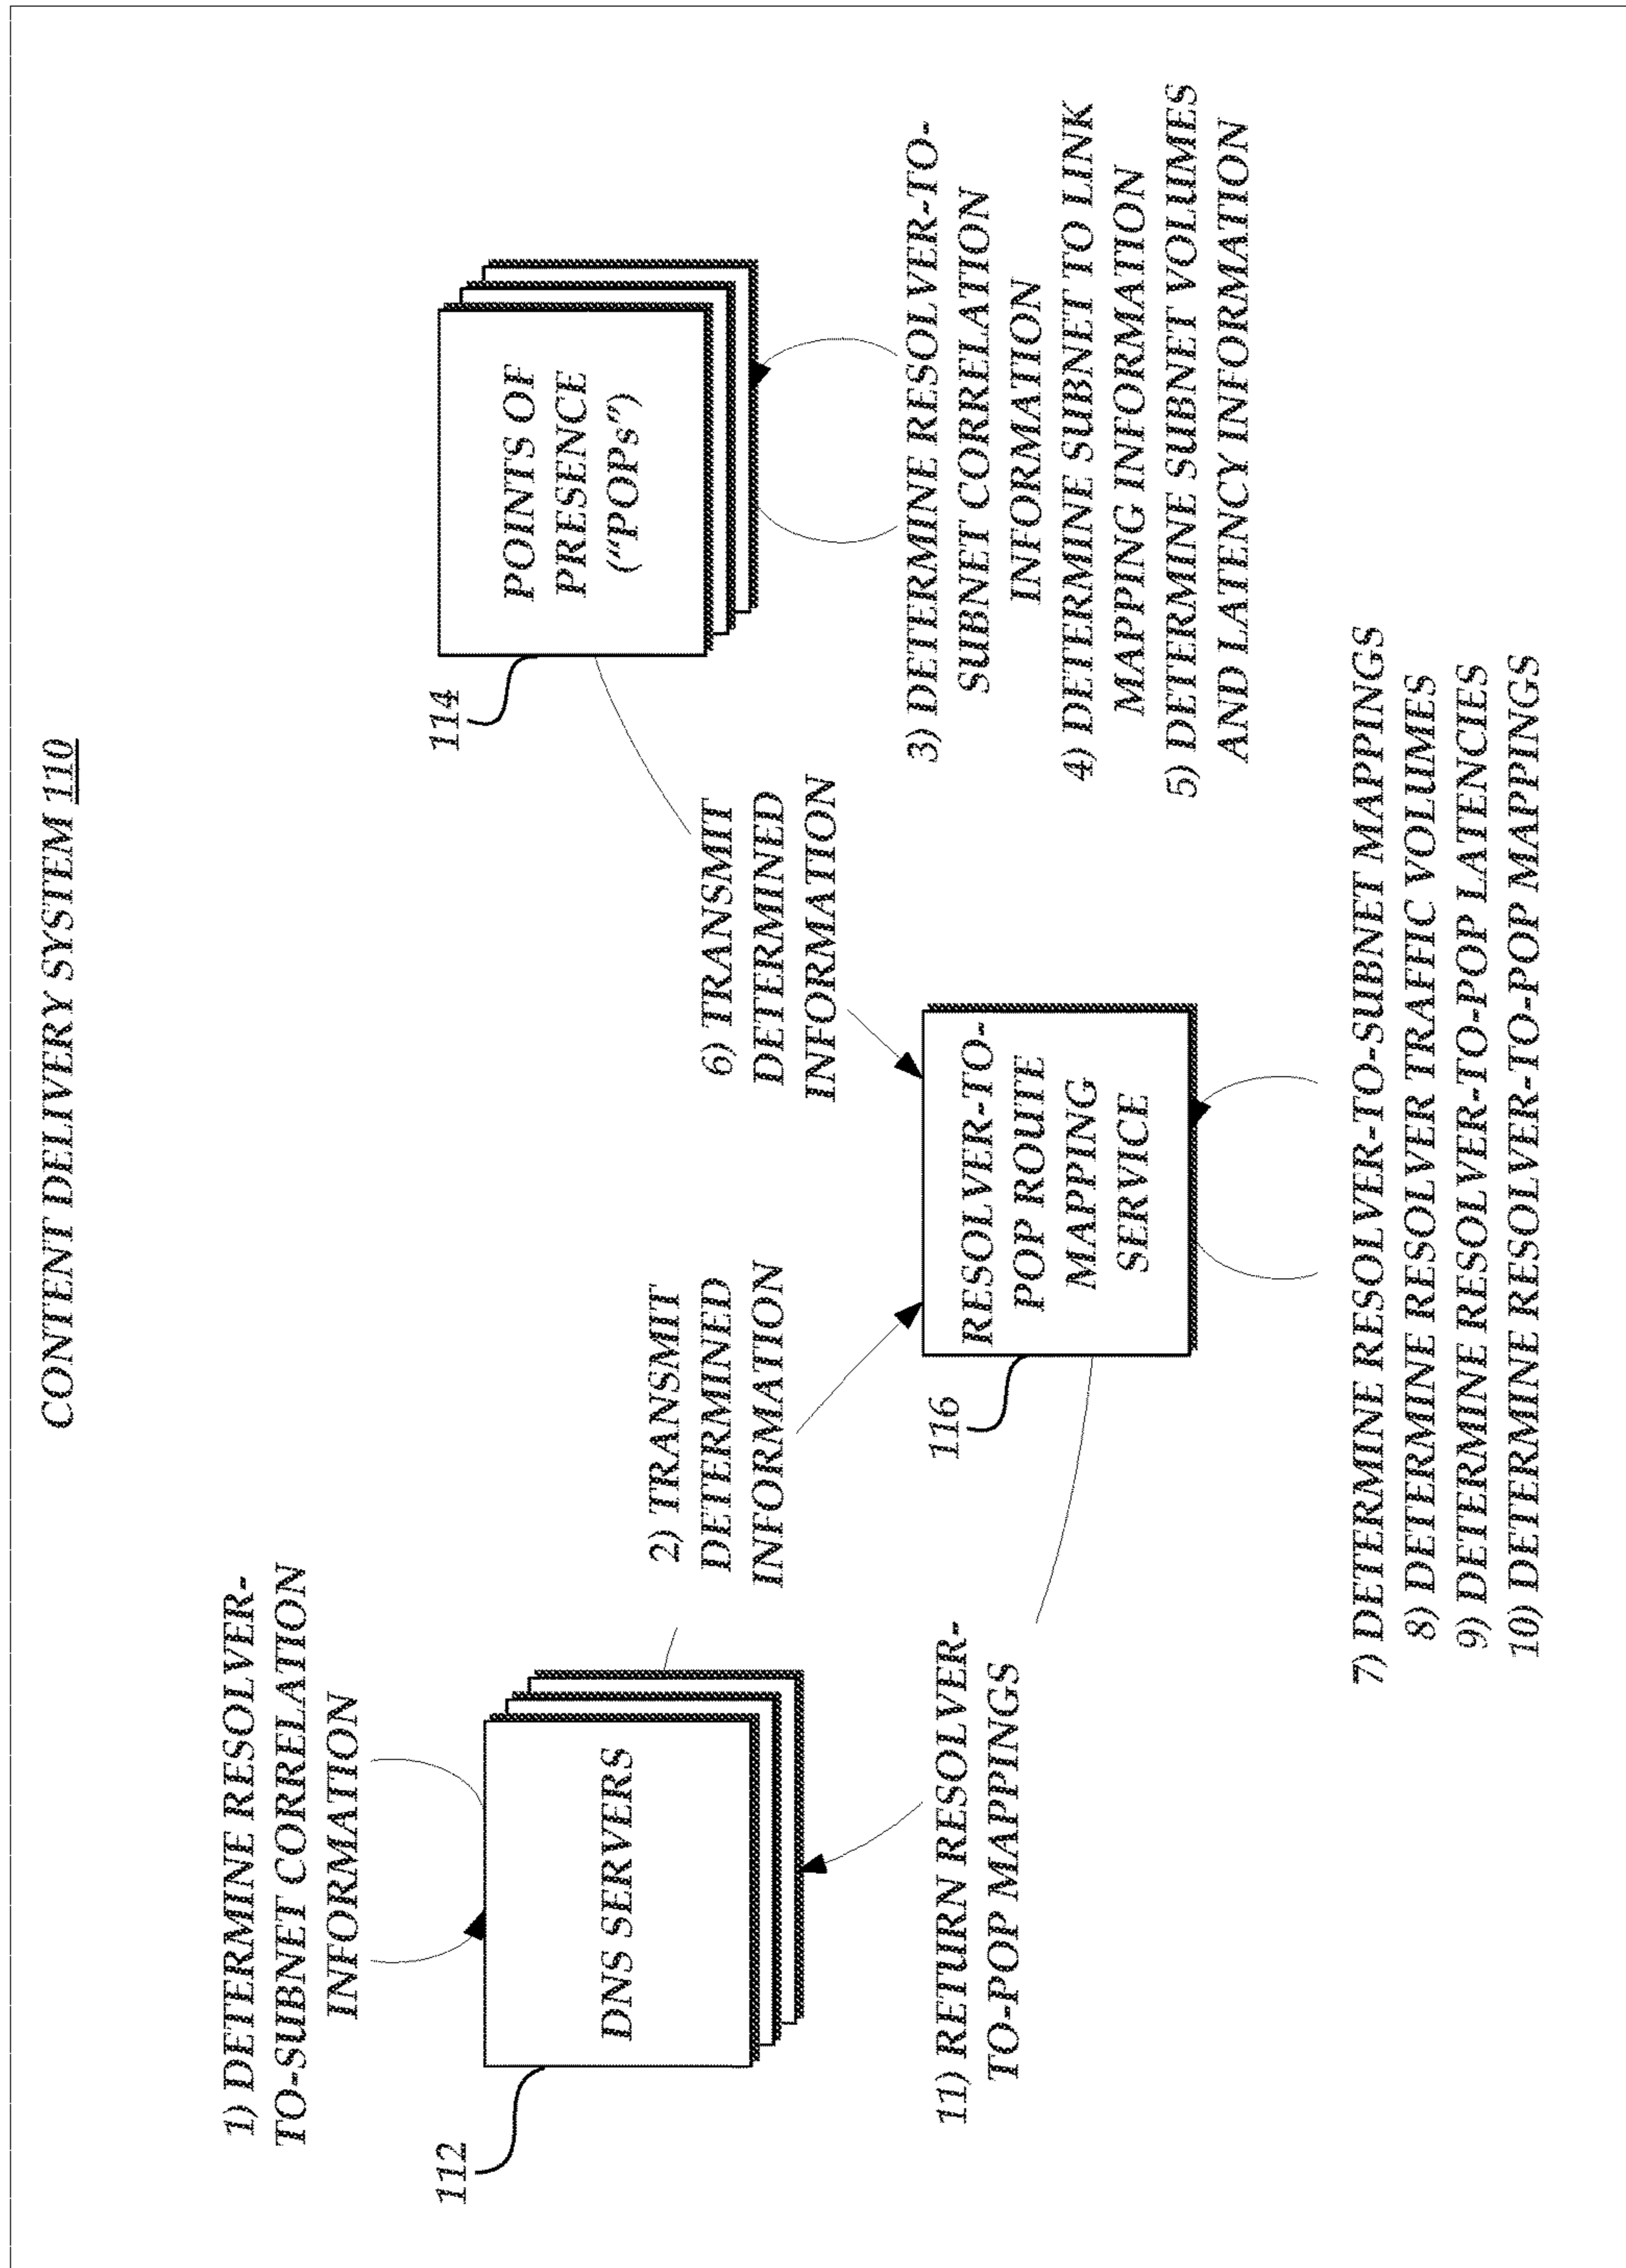 CONTENT DELIVERY SYSTEM 110
1) DETERMINE RESOLVER-
TO-SUBNET CORRELATION
INFORMATION
112
DNS SERVERS
2) TRANSMIT
DETERMINED
INFORMATION
114
POINTS OF
PRESENCE
("POPs")
3) DETERMINE RESOLVER-TO-
SUBNET CORRELATION
INFORMATION
4) DETERMINE SUBNET TO LINK
MAPPING INFORMATION
5) DETERMINE SUBNET VOLUMES
AND LATENCY INFORMATION
6) TRANSMIT
DETERMINED
INFORMATION
116
RESOLVER-TO-
POP ROUTE
MAPPING
SERVICE
7) DETERMINE RESOLVER-TO-SUBNET MAPPINGS
8) DETERMINE RESOLVER TRAFFIC VOLUMES
9) DETERMINE RESOLVER-TO-POP LATENCIES
10) DETERMINE RESOLVER-TO-POP MAPPINGS
11) RETURN RESOLVER-
TO-POP MAPPINGS